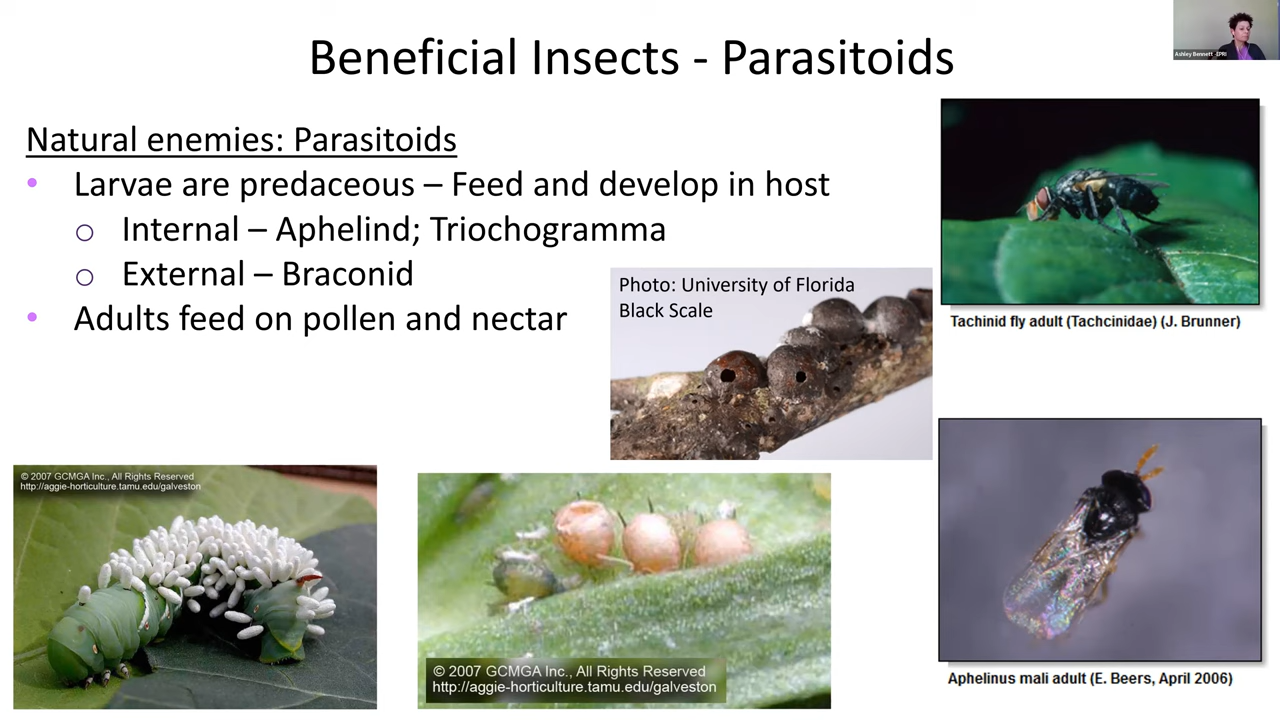 Beneficial Insects - Parasitoids
Ashley Bennett -EPRI
Natural enemies: Parasitoids
• Larvae are predaceous – Feed and develop in host
o Internal – Aphelind; Triochogramma
o External – Braconid
• Adults feed on pollen and nectar
Photo: University of Florida
Black Scale
Tachinid fly adult (Tachcinidae) (J. Brunner)
© 2007 GCMGA Inc., All Rights Reserved
http://aggie-horticulture.tamu.edu/galveston
© 2007 GCMGA Inc., All Rights Reserved
http://aggie-horticulture.tamu.edu/galveston
Aphelinus mali adult (E. Beers, April 2006)